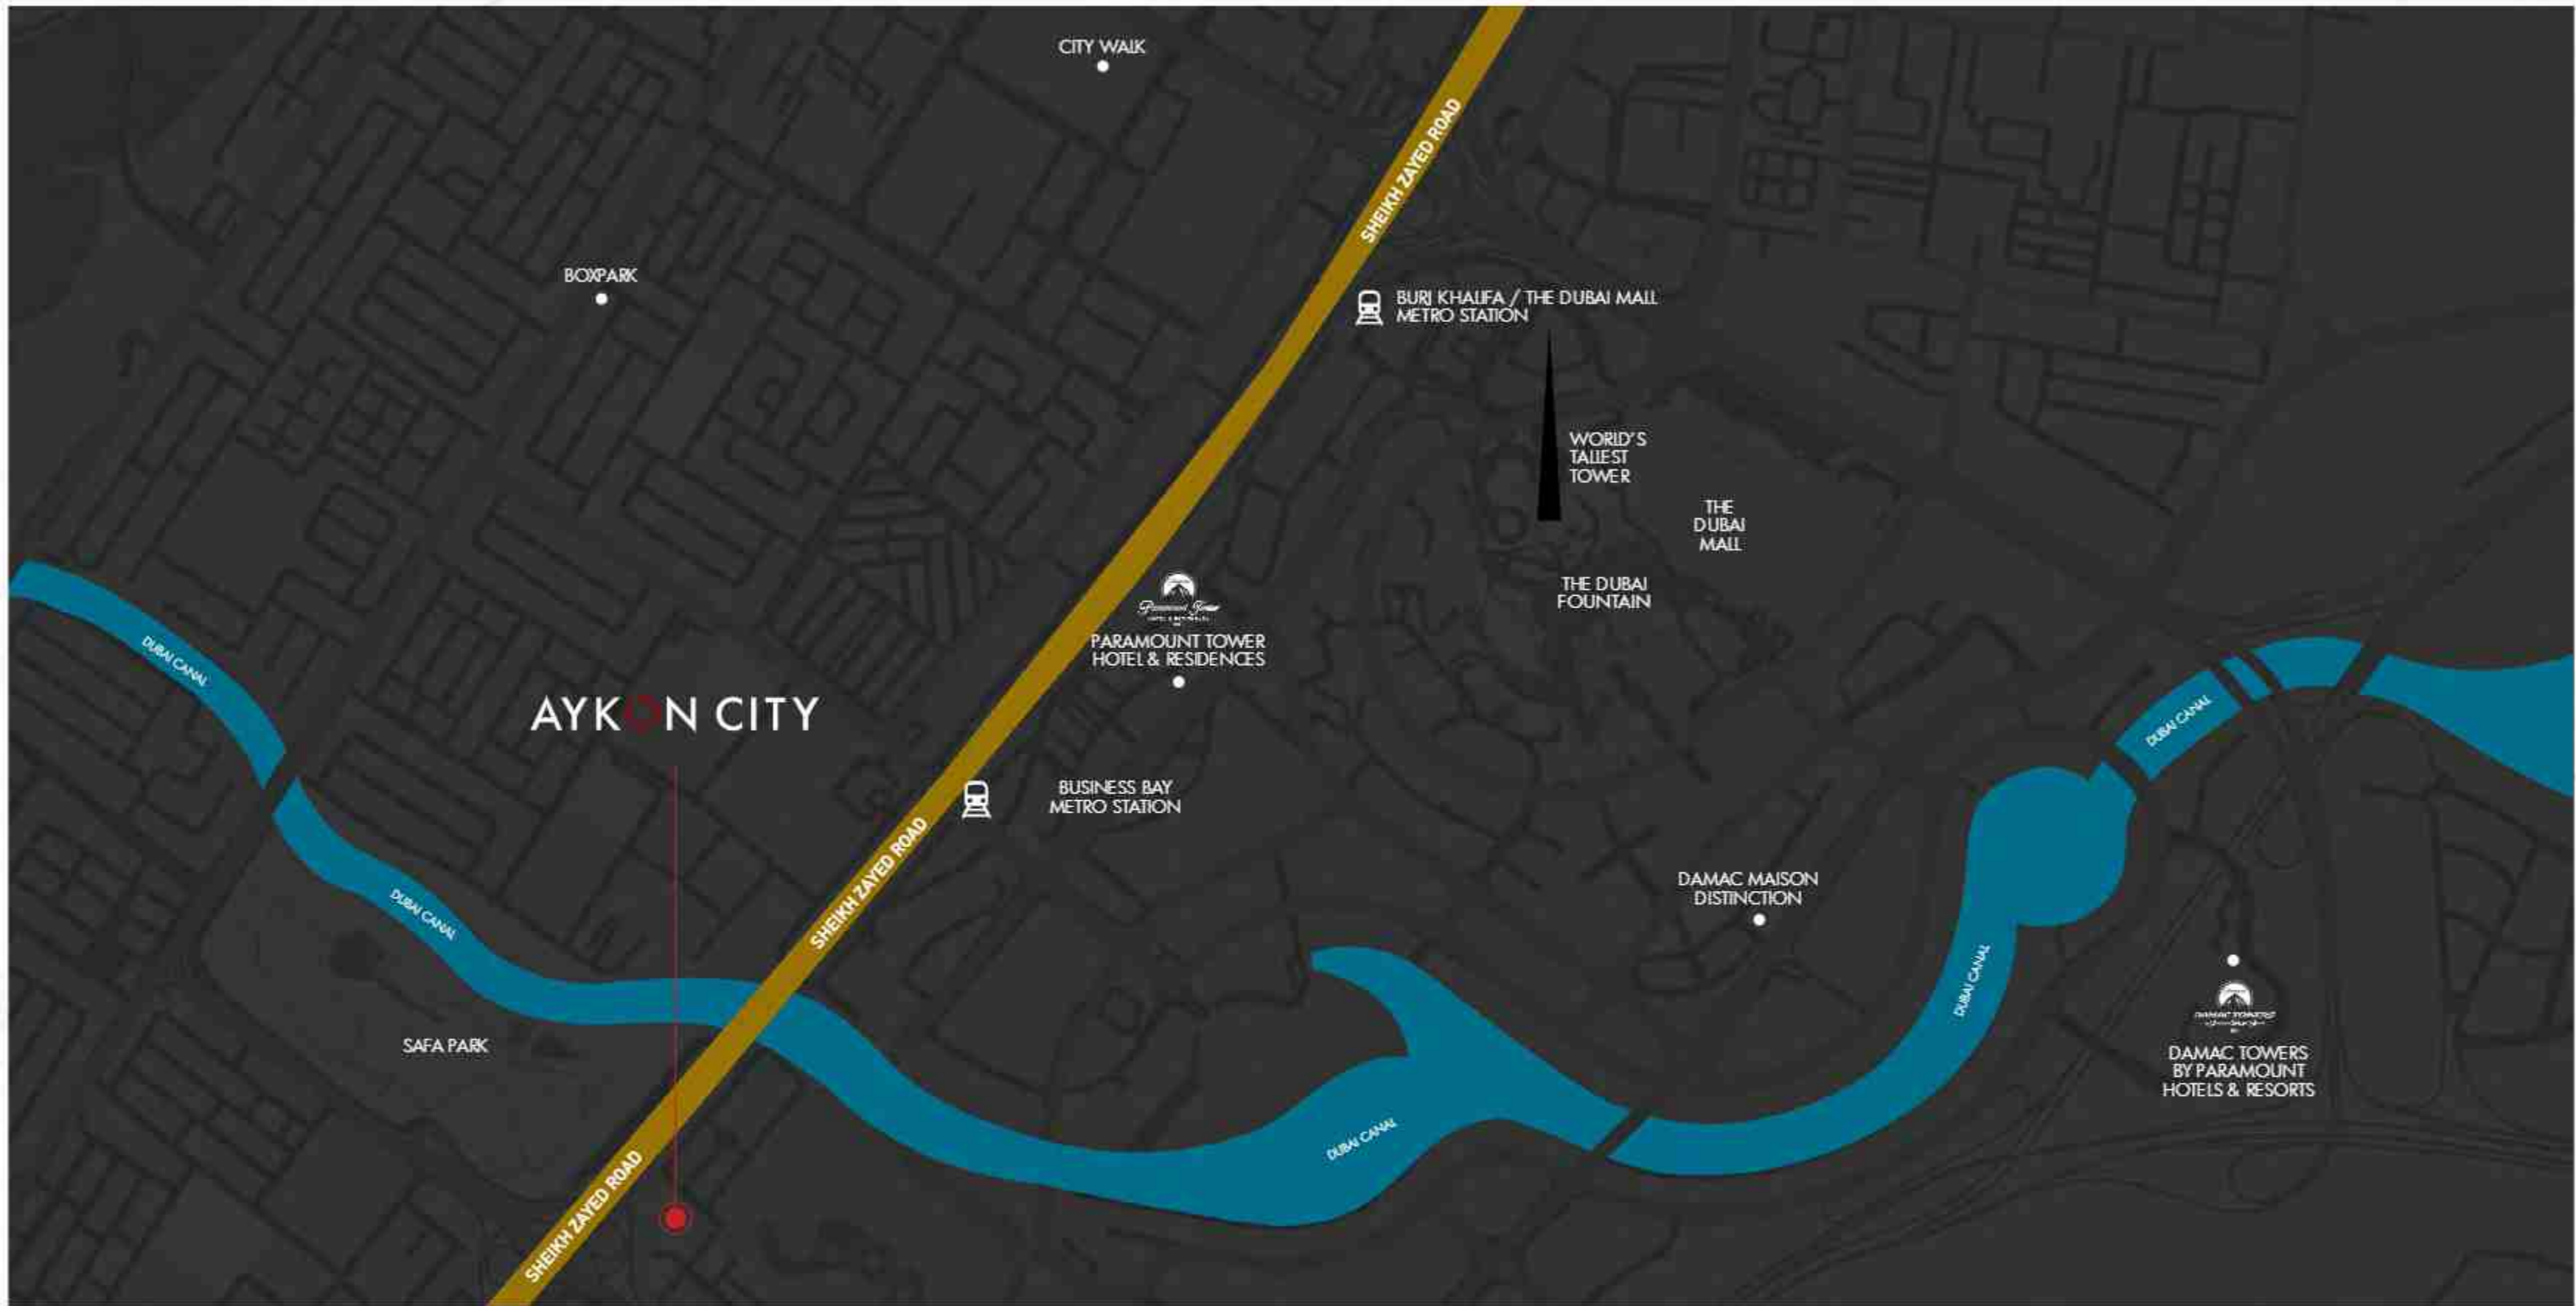 CITY WALK
SHEIKH ZAYED ROAD
BOXPARK
BURJ KHALIFA / THE DUBAI MALL
METRO STATION
WORLD'S
TALLEST
TOWER
THE
DUBAI
MALL
THE DUBAI
FOUNTAIN
PARAMOUNT TOWER
HOTEL & RESIDENCES
DUBAI CANAL
AYKON CITY
DUBAI CANAL
BUSINESS BAY
METRO STATION
SHEIKH ZAYED ROAD
DUBAI CANAL
DAMAC MAISON
DISTINCTION
DUBAI CANAL
SAFA PARK
DAMAC TOWERS
BY PARAMOUNT
HOTELS & RESORTS
DUBAI CANAL
SHEIKH ZAYED ROAD